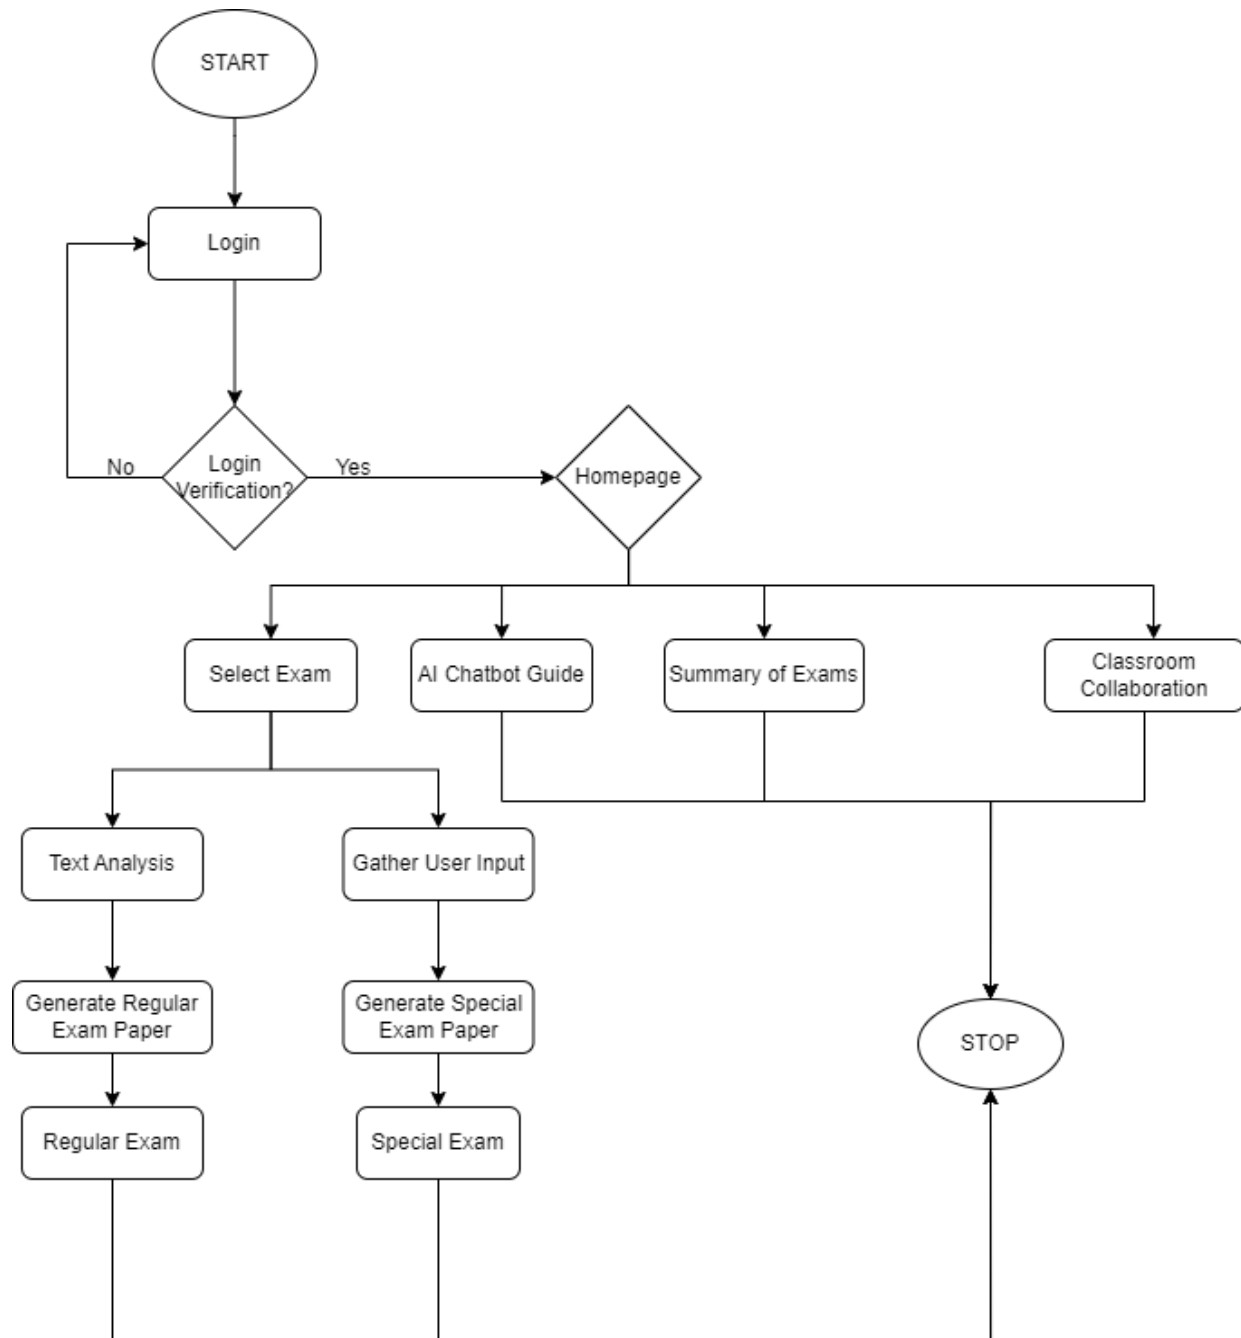 START
Login
No
Login
Verification?
Yes
Homepage
Select Exam
AI Chatbot Guide
Summary of Exams
Classroom
Collaboration
Text Analysis
Gather User Input
Generate Regular
Exam Paper
Generate Special
Exam Paper
STOP
Regular Exam
Special Exam